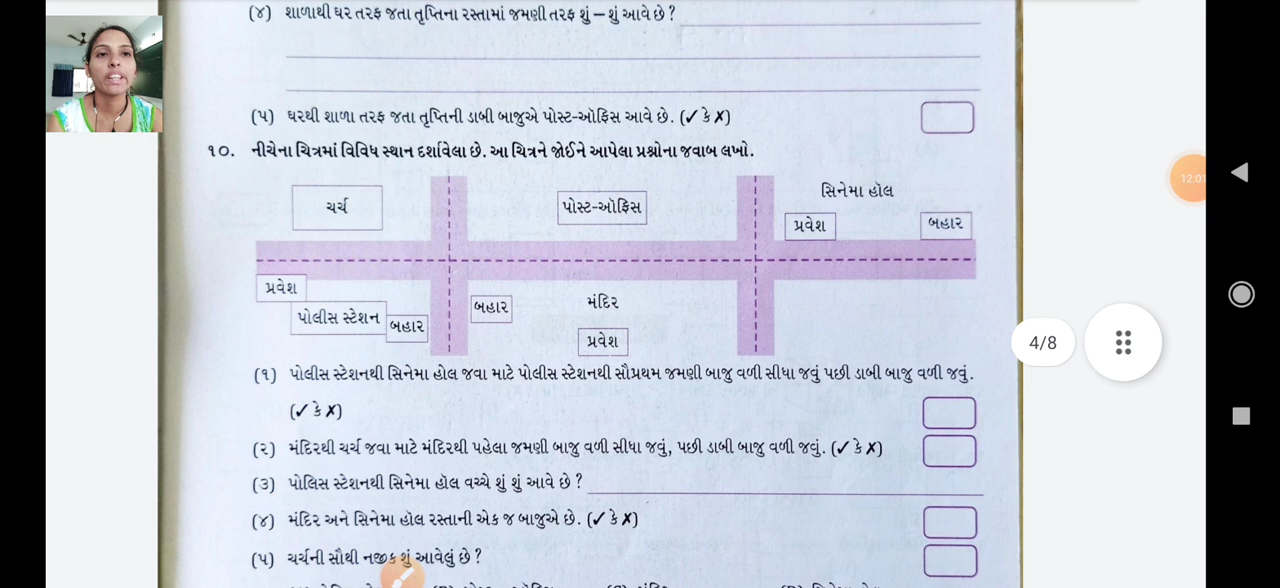 (૪) શાળાથી ઘર તરફ જતા તૃપ્તિના રસ્તામાં જમણી તરફ શું – શું આવે છે ?
(૫) ઘરથી શાળા તરફ જતા તૃપ્તિની ડાબી બાજુએ પોસ્ટ-ઑફિસ આવે છે. (✓ કે ✗)
૧૦. નીચેના ચિત્રમાં વિવિધ સ્થાન દર્શાવેલા છે. આ ચિત્રને જોઈને આપેલા પ્રશ્નોના જવાબ લખો.
ચર્ચ
પોસ્ટ-ઑફિસ
સિનેમા હૉલ
પ્રવેશ
બહાર
12:01
પ્રવેશ
પોલીસ સ્ટેશન
બહાર
બહાર
મંદિર
પ્રવેશ
4/8
(૧) પોલીસ સ્ટેશનથી સિનેમા હોલ જવા માટે પોલીસ સ્ટેશનથી સૌપ્રથમ જમણી બાજુ વળી સીધા જવું પછી ડાબી બાજુ વળી જવું.
(✓ કે ✗)
(૨) મંદિરથી ચર્ચ જવા માટે મંદિરથી પહેલા જમણી બાજુ વળી સીધા જવું, પછી ડાબી બાજુ વળી જવું. (✓ કે ✗)
(૩) પોલિસ સ્ટેશનથી સિનેમા હૉલ વચ્ચે શું શું આવે છે ?
(૪) મંદિર અને સિનેમા હૉલ રસ્તાની એક જ બાજુએ છે. (✓ કે ✗)
(૫) ચર્ચની સૌથી નજીક શું આવેલું છે ?